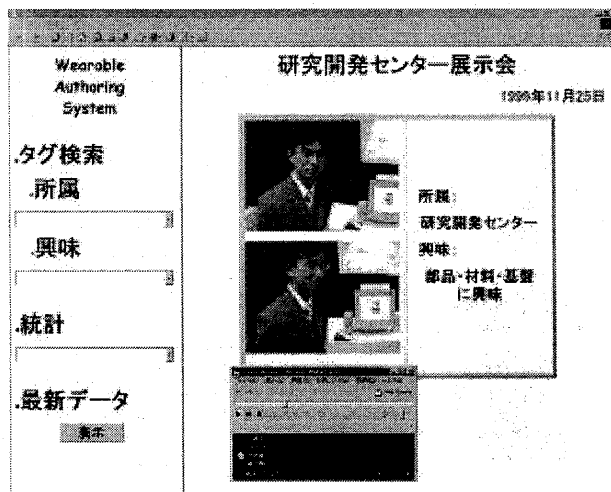 Wearable
Authoring
System
.タグ検索
.所属
.興味
.統計
.最新データ
表示
研究開発センター展示会
1999年11月25日
所属:
研究開発センター
興味:
部品・材料・基盤
に興味